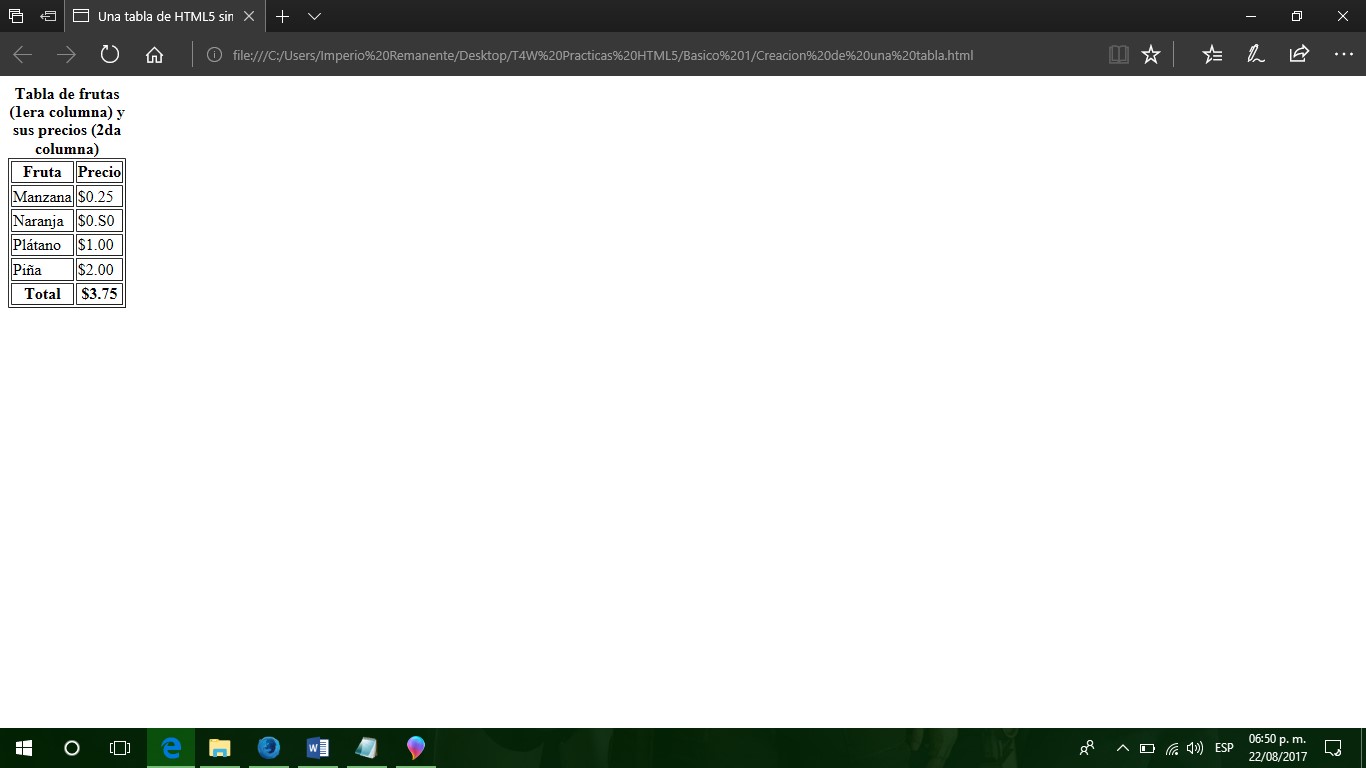 Una tabla de HTML5 sin
file:///C:/Users/Imperio%20Remanente/Desktop/T4W%20Practicas%20HTML5/Basico%201/Creacion%20de%20una%20tabla.html
Tabla de frutas
(1era columna) y
sus precios (2da
columna)
Fruta Precio
Manzana $0.25
Naranja $0.S0
Plátano $1.00
Piña $2.00
Total $3.75
ESP
06:50 p. m.
22/08/2017